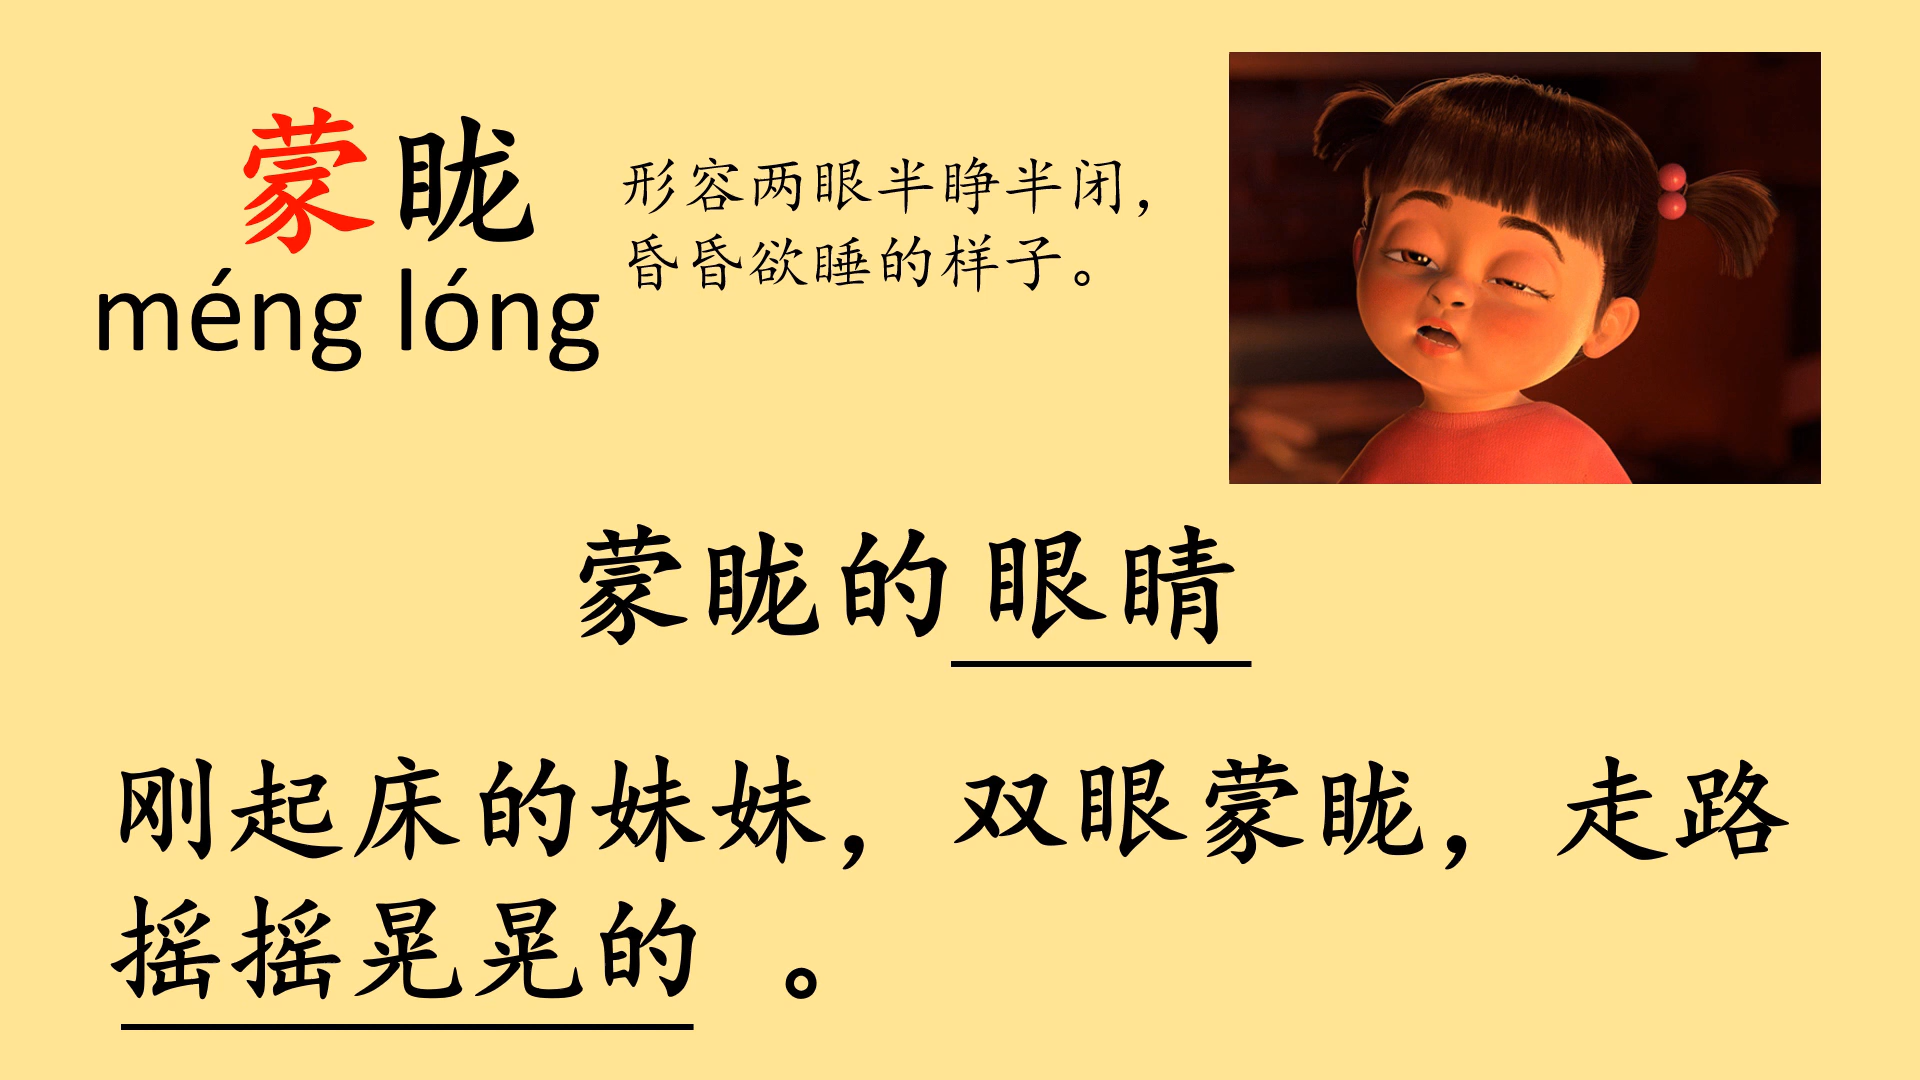 蒙眬
méng lóng
形容两眼半睁半闭，
昏昏欲睡的样子。
蒙眬的眼睛
刚起床的妹妹，双眼蒙眬，走路
摇摇晃晃的。